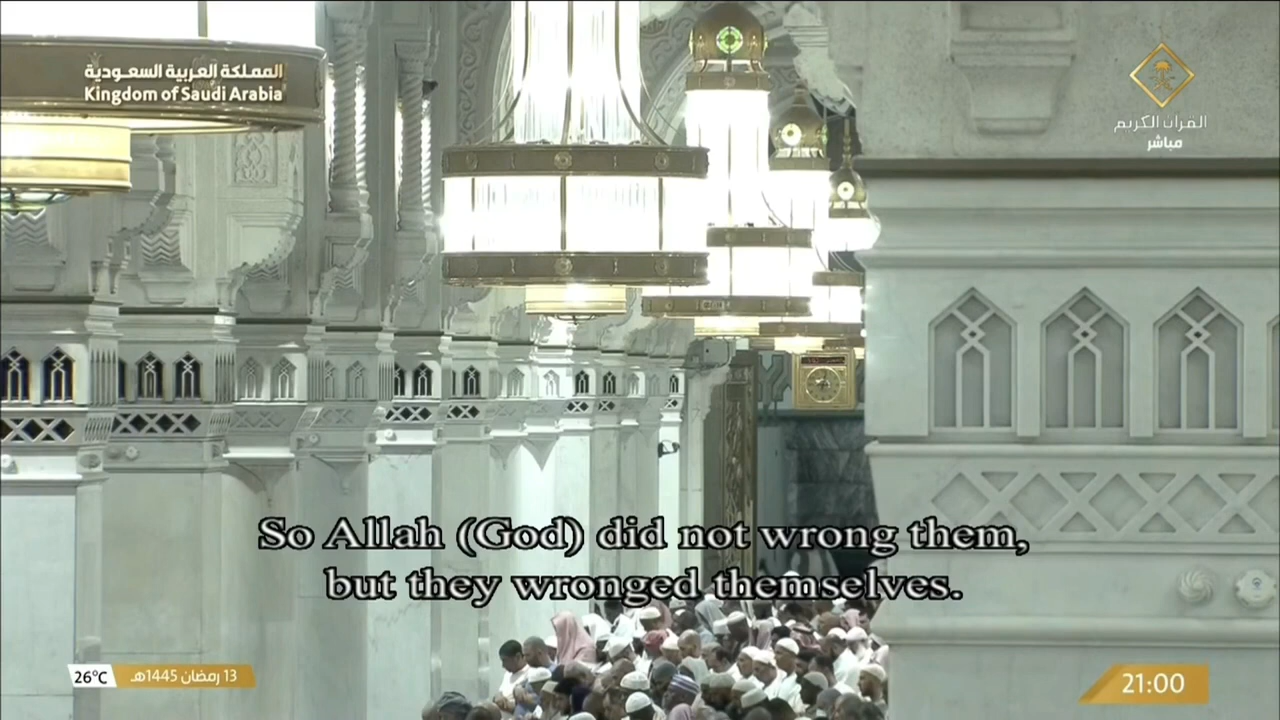 المملكة العربية السعودية
Kingdom of Saudi Arabia
القرآن الكريم
مباشر
So Allah (God) did not wrong them,
but they wronged themselves.
26°C
13 رمضان 1445هـ
21:00